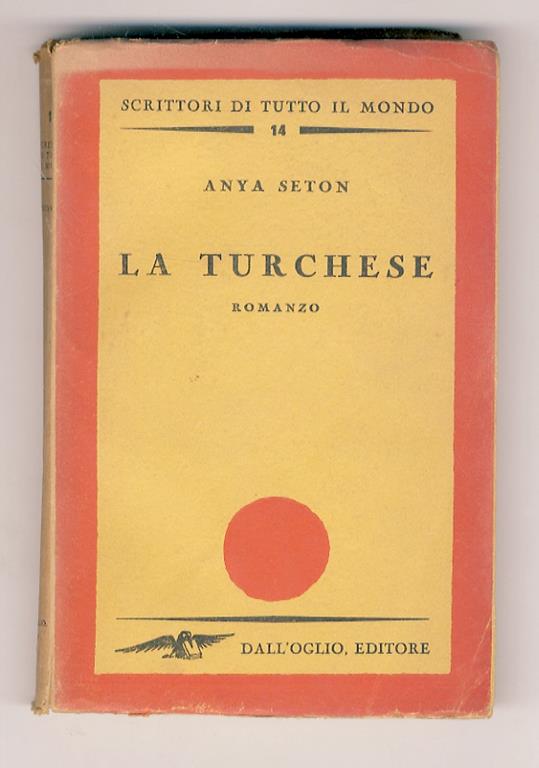 SCRITTORI DI TUTTO IL MONDO
14
ANYA SETON
LA TURCHESE
ROMANZO
DALL'OGLIO, EDITORE